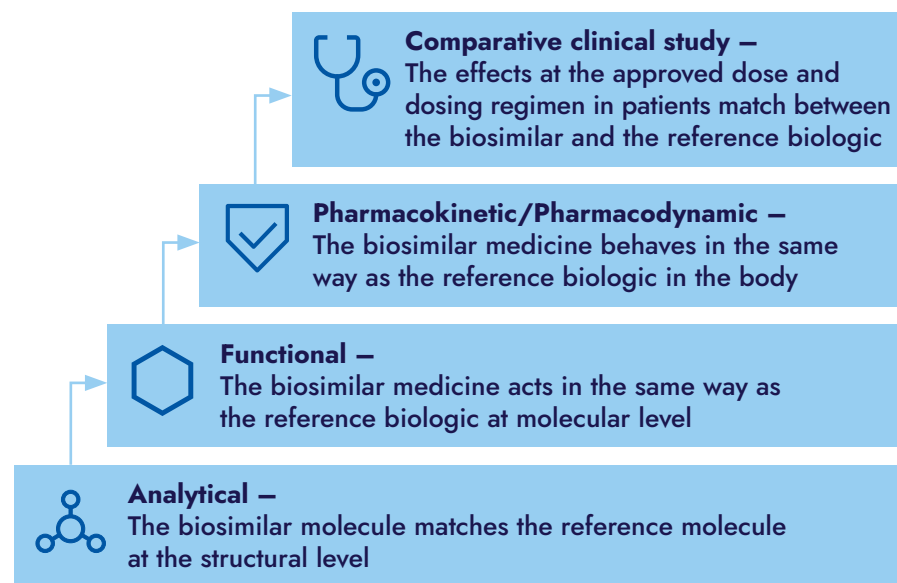 Comparative clinical study –
The effects at the approved dose and
dosing regimen in patients match between
the biosimilar and the reference biologic
Pharmacokinetic/Pharmacodynamic –
The biosimilar medicine behaves in the same
way as the reference biologic in the body
Functional –
The biosimilar medicine acts in the same way as
the reference biologic at molecular level
Analytical –
The biosimilar molecule matches the reference molecule
at the structural level